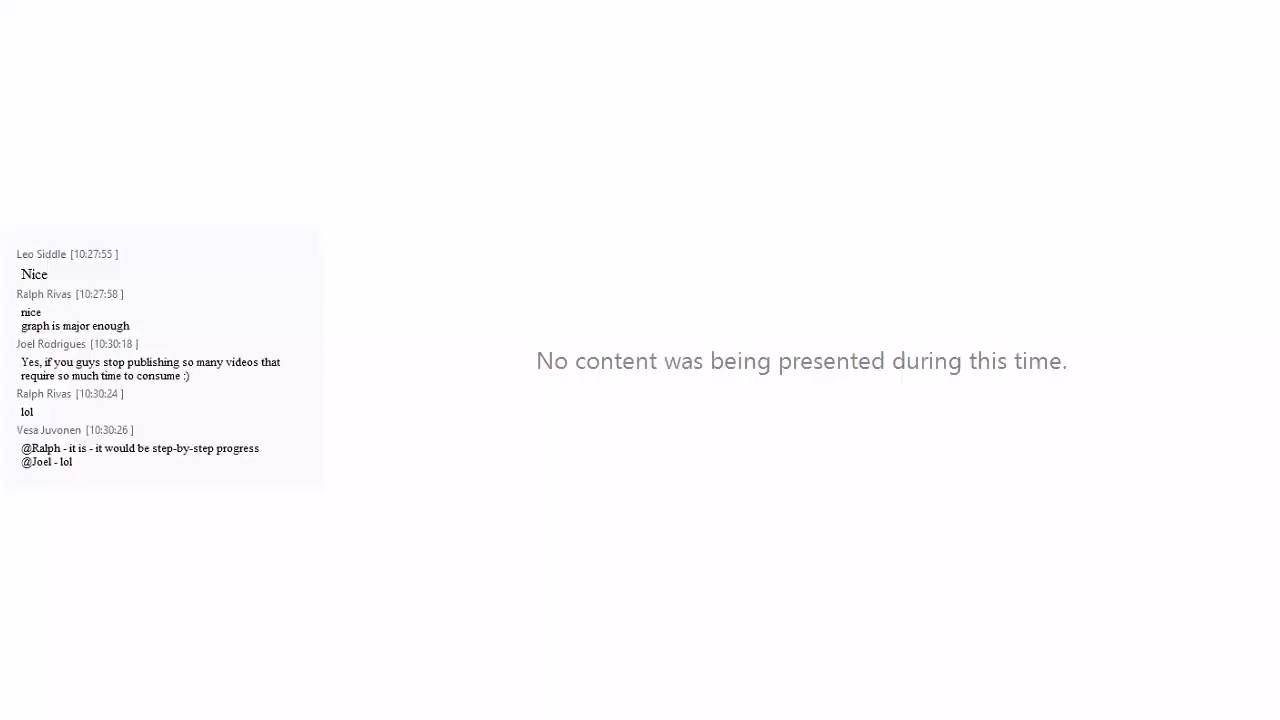 Leo Siddle [10:27:55 ]
Nice
Ralph Rivas [10:27:58 ]
nice
graph is major enough
Joel Rodrigues [10:30:18 ]
Yes, if you guys stop publishing so many videos that
require so much time to consume :)
Ralph Rivas [10:30:24 ]
lol
Vesa Juvonen [10:30:26 ]
@Ralph - it is - it would be step-by-step progress
@Joel - lol
No content was being presented during this time.